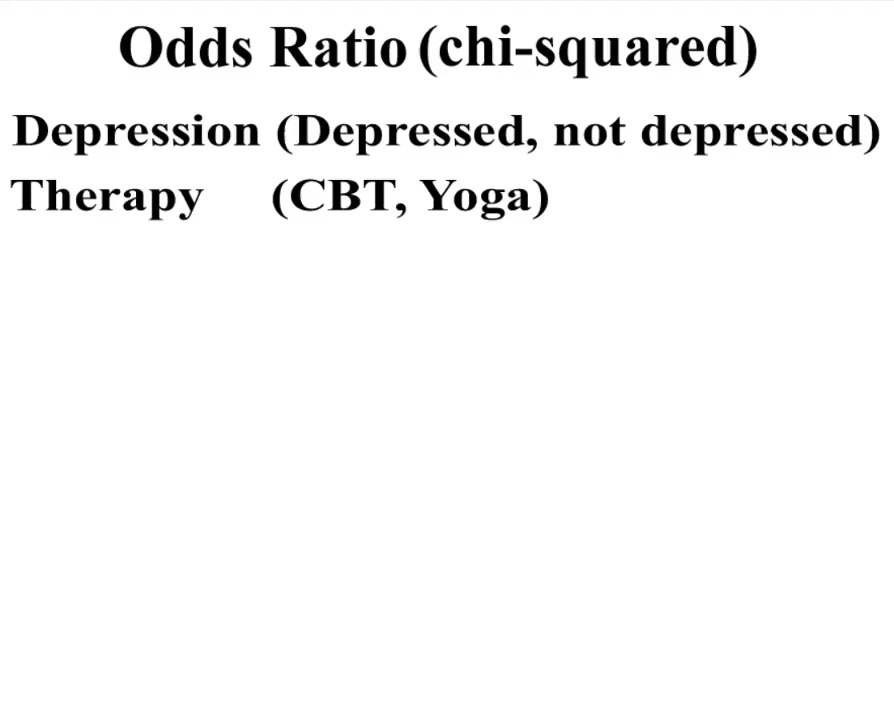 Odds Ratio (chi-squared)
Depression (Depressed, not depressed)
Therapy (CBT, Yoga)